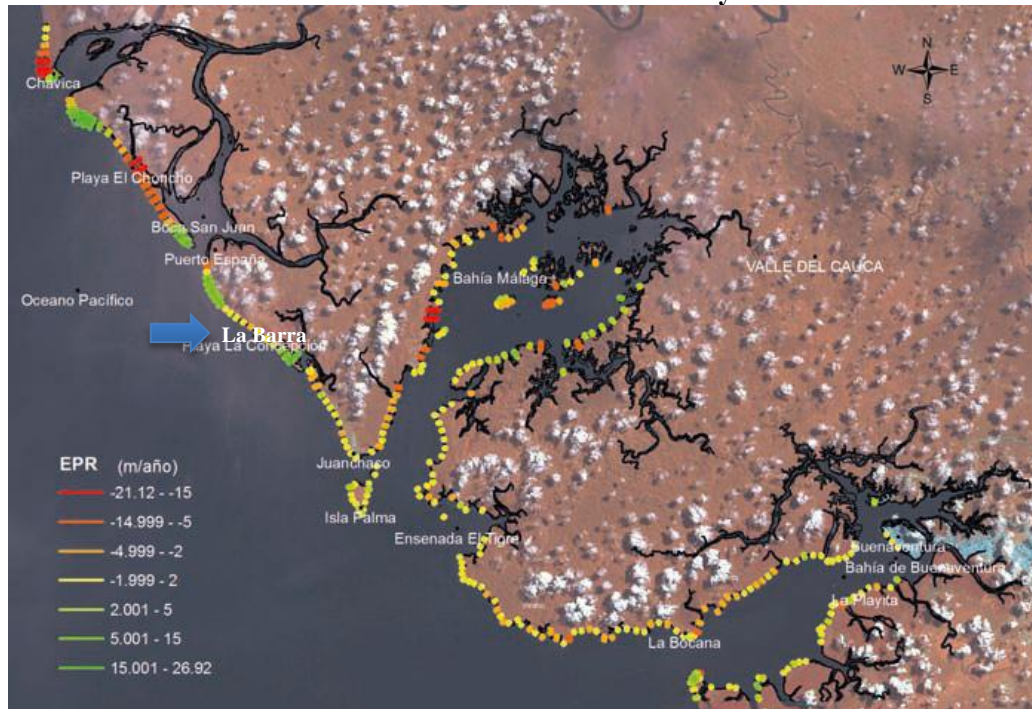 y
N
W E
S
Chavica
Playa El Choncho
Boca San Juan
Puerto España
Bahía Málaga
VALLE DEL CAUCA
Oceano Pacífico
La Barra
Playa La Concepción
Juanchaco
Isla Palma
Ensenada El Tigre
Buenaventura
Bahía de Buenaventura
La Playita
La Bocana
EPR (m/año)
-21.12 - -15
-14.999 - -5
-4.999 - -2
-1.999 - 2
2.001 - 5
5.001 - 15
15.001 - 26.92